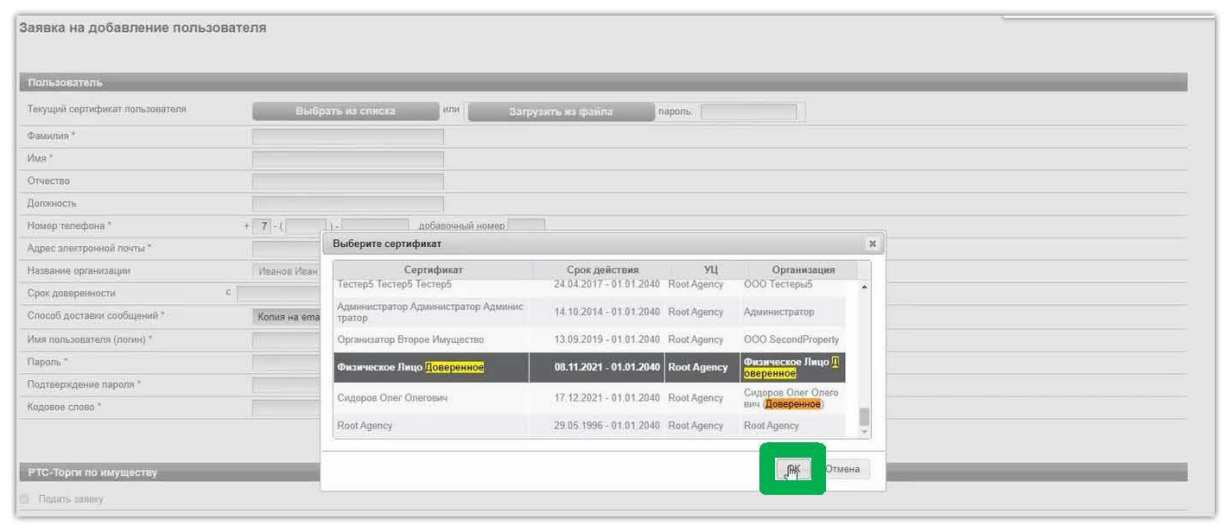 Заявка на добавление пользователя
Пользователь
Текущий сертификат пользователя Выбрать из списка или Загрузить из файла пароль:
Фамилия *
Имя *
Отчество
Должность
Номер телефона * + 7 - ( ) - добавочный номер
Адрес электронной почты *
Название организации Иванов Иван
Срок доверенности с
Способ доставки сообщений * Копия на ema
Имя пользователя (логин) *
Пароль *
Подтверждение пароля *
Кодовое слово *
РТС-Торги по имуществу
Подать заявку
Выберите сертификат
Сертификат Срок действия УЦ Организация
Тестер5 Тестер5 Тестер5 24.04.2017 - 01.01.2040 Root Agency ООО Тестеры5
Администратор Администратор Админис
тратор 14.10.2014 - 01.01.2040 Root Agency Администратор
Организатор Второе Имущество 13.09.2019 - 01.01.2040 Root Agency ООО SecondProperty
Физическое Лицо Доверенное 08.11.2021 - 01.01.2040 Root Agency Физическое Лицо Д
оверенное
Сидоров Олег Олегович 17.12.2021 - 01.01.2040 Root Agency Сидоров Олег Олего
вич (Доверенное)
Root Agency 29.05.1996 - 01.01.2040 Root Agency Root Agency
ОК Отмена